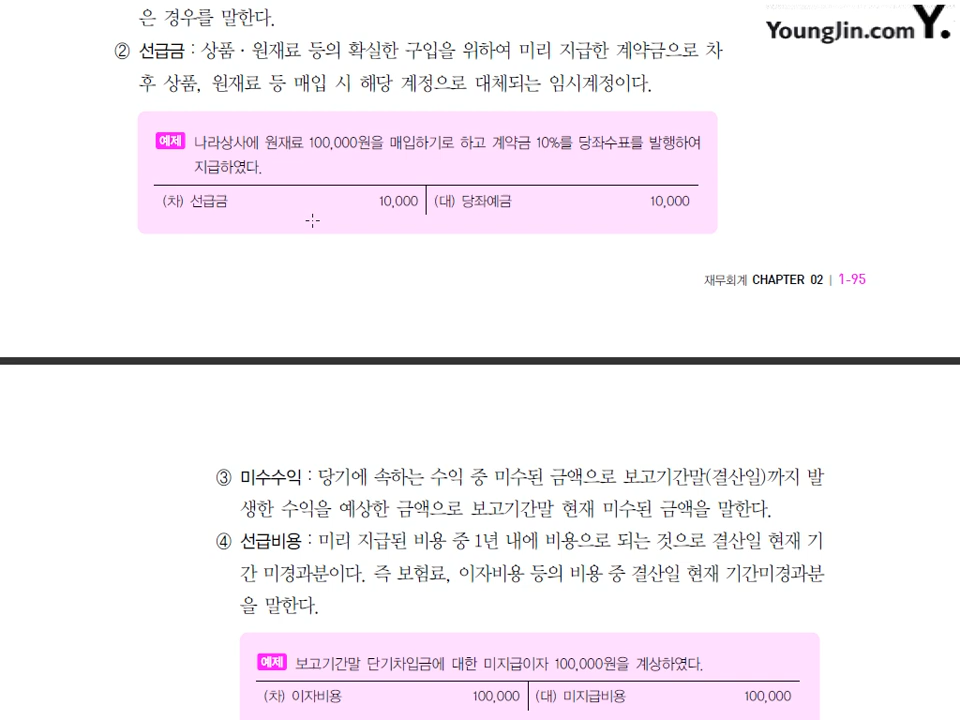 은 경우를 말한다.
YoungJin.com Y.
② 선급금 : 상품·원재료 등의 확실한 구입을 위하여 미리 지급한 계약금으로 차
후 상품, 원재료 등 매입 시 해당 계정으로 대체되는 임시계정이다.
예제 나라상사에 원재료 100,000원을 매입하기로 하고 계약금 10%를 당좌수표를 발행하여
지급하였다.
(차) 선급금 10,000 (대) 당좌예금 10,000
재무회계 CHAPTER 02 | 1-95
③ 미수수익 : 당기에 속하는 수익 중 미수된 금액으로 보고기간말(결산일)까지 발
생한 수익을 예상한 금액으로 보고기간말 현재 미수된 금액을 말한다.
④ 선급비용 : 미리 지급된 비용 중 1년 내에 비용으로 되는 것으로 결산일 현재 기
간 미경과분이다. 즉 보험료, 이자비용 등의 비용 중 결산일 현재 기간미경과분
을 말한다.
예제 보고기간말 단기차입금에 대한 미지급이자 100,000원을 계상하였다.
(차) 이자비용 100,000 (대) 미지급비용 100,000